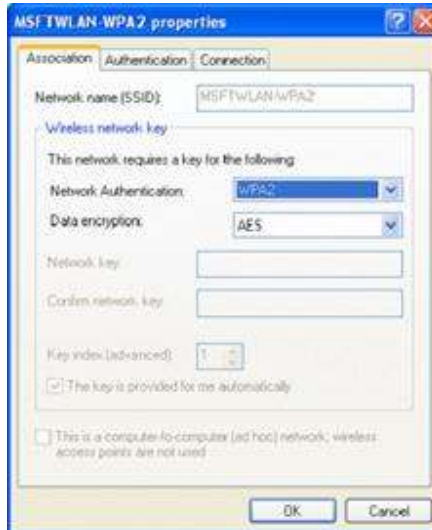 MSFTWLAN-WPA2 properties
Association Authentication Connection
Network name (SSID): MSFTWLAN-WPA2
Wireless network key
This network requires a key for the following:
Network Authentication: WPA2
Data encryption: AES
Network key:
Confirm network key:
Key index (advanced): 1
The key is provided for me automatically
This is a computer-to-computer (ad hoc) network; wireless
access points are not used
OK Cancel